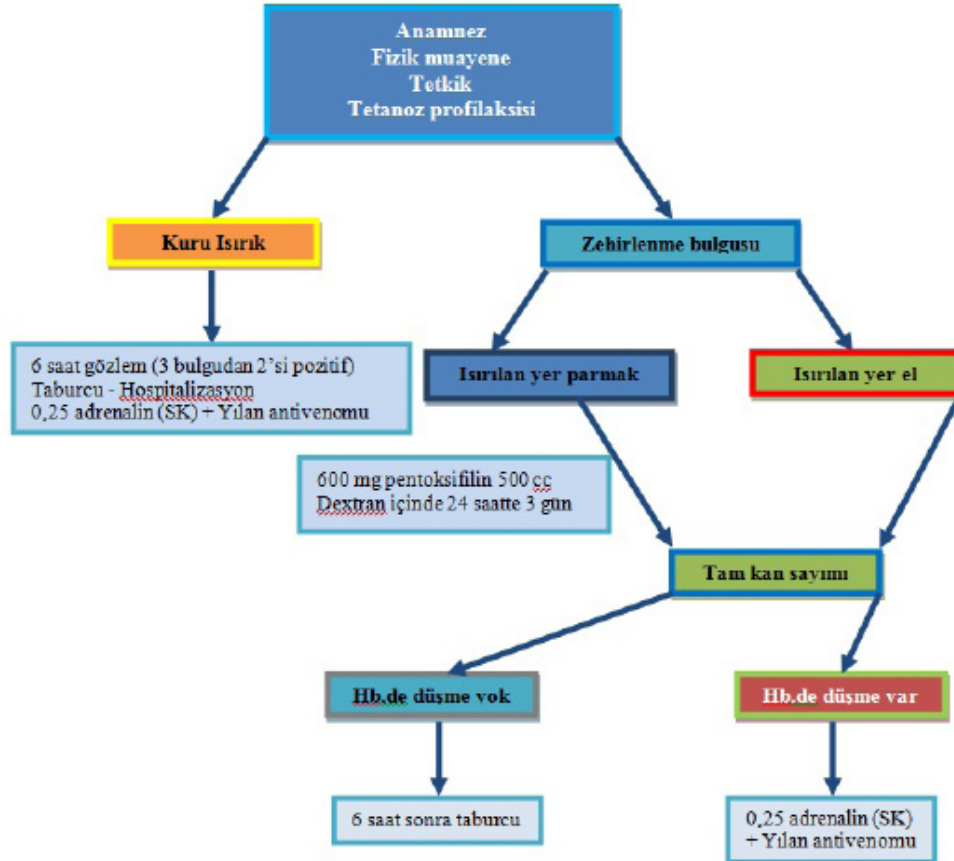 Anamnez
Fizik muayene
Tetkik
Tetanoz profilaksisi
Kuru Isırık
Zehirlenme bulgusu
6 saat gözlem (3 bulgudan 2'si pozitif)
Taburcu - Hospitalizasyon
0,25 adrenalin (SK) + Yılan antivenomu
Isırılan yer parmak
Isırılan yer el
600 mg pentoksifilin 500 cc
Dextran içinde 24 saatte 3 gün
Tam kan sayımı
Hb.de düşme yok
Hb.de düşme var
6 saat sonra taburcu
0,25 adrenalin (SK)
+ Yılan antivenomu